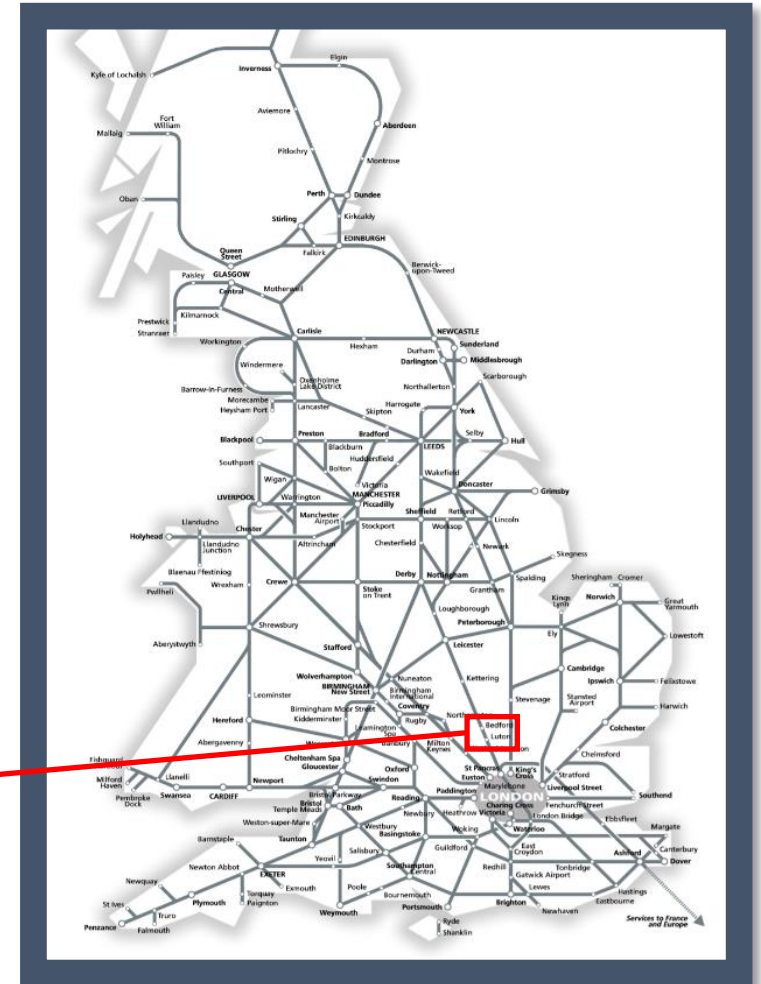 Elgin
Inverness
Kyle of Lochalsh
Aviemore
Fort
William
Mallaig
Aberdeen
Pitlochry
Montrose
Perth
Dundee
Oban
Stirling
Kirkcaldy
EDINBURGH
Queen
Street
Falkirk
Berwick-
upon-Tweed
Paisley
GLASGOW
Central
Motherwell
Prestwick
Kilmarnock
Stranraer
Carlisle
NEWCASTLE
Workington
Hexham
Sunderland
Durham
Darlington
Middlesbrough
Windermere
Scarborough
Oxenholme
Lake District
Northallerton
Barrow-in-Furness
Morecambe
Heysham Port
Lancaster
Harrogate
York
Skipton
Blackpool
Preston
Bradford
LEEDS
Selby
Hull
Blackburn
Huddersfield
Southport
Bolton
Wakefield
Wigan
Victoria
Doncaster
Grimsby
LIVERPOOL
Warrington
MANCHESTER
Piccadilly
Manchester
Airport
Sheffield
Retford
Llandudno
Chester
Stockport
Worksop
Lincoln
Holyhead
Llandudno
Junction
Altrincham
Chesterfield
Newark
Skegness
Blaenau Ffestiniog
Wrexham
Crewe
Stoke
on Trent
Derby
Nottingham
Grantham
Spalding
Sheringham
Cromer
Pwllheli
Loughborough
Kings
Lynn
Norwich
Great
Yarmouth
Shrewsbury
Peterborough
Ely
Lowestoft
Aberystwyth
Stafford
Leicester
Wolverhampton
BIRMINGHAM
New Street
Nuneaton
Kettering
Cambridge
Ipswich
Felixstowe
Leominster
Birmingham
International
Birmingham Moor Street
Coventry
Stevenage
Stansted
Airport
Harwich
Hereford
Kidderminster
Rugby
Bedford
Colchester
Leamington
Spa
Luton
Abergavenny
Banbury
Milton
Keynes
Chelmsford
Fishguard
Cheltenham Spa
Gloucester
Oxford
St Pancras
Euston
King's
Cross
Stratford
Milford
Haven
Llanelli
Newport
Swindon
Marylebone
Liverpool Street
Pembroke
Dock
Swansea
CARDIFF
Bristol Parkway
Reading
Paddington
LONDON
Southend
Bristol
Temple Meads
Bath
Newbury
Heathrow
Victoria
Charing Cross
Fenchurch Street
London Bridge
Ebbsfleet
Weston-super-Mare
Westbury
Basingstoke
Woking
Waterloo
Margate
Barnstaple
Taunton
Salisbury
Guildford
East
Croydon
Canterbury
Newton Abbot
Yeovil
Southampton
Central
Redhill
Tonbridge
Ashford
Dover
Newquay
EXETER
Exmouth
Poole
Gatwick Airport
St Ives
Plymouth
Torquay
Paignton
Bournemouth
Lewes
Hastings
Eastbourne
Truro
Weymouth
Portsmouth
Brighton
Newhaven
Penzance
Falmouth
Ryde
Shanklin
Services to France
and Europe